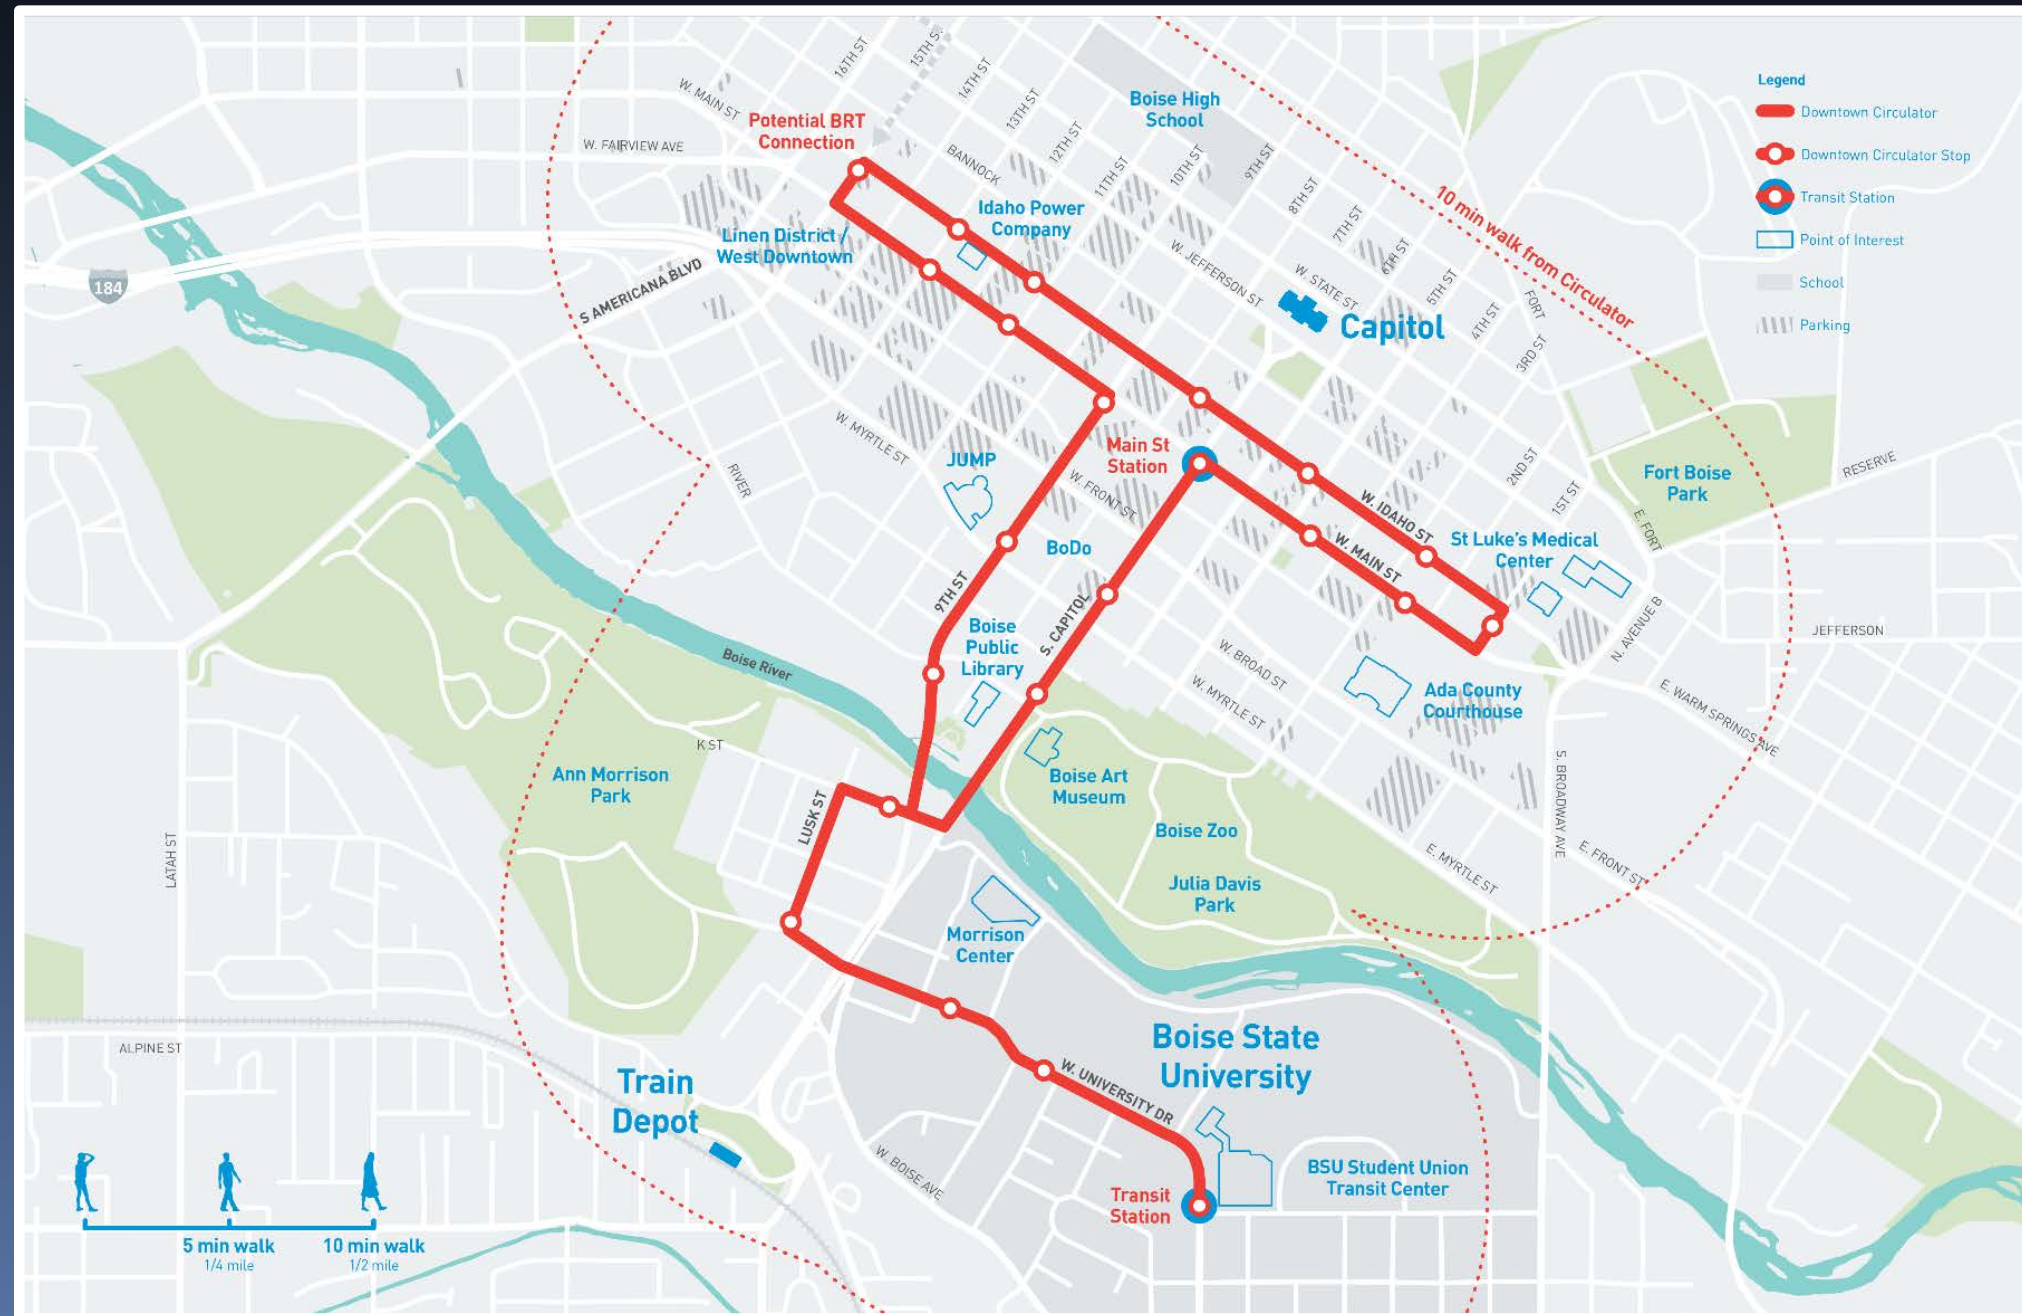 16TH ST
15TH S.
14TH ST
13TH ST
12TH ST
11TH ST
10TH ST
9TH ST
8TH ST
7TH ST
6TH ST
5TH ST
4TH ST
3RD ST
2ND ST
1ST ST
FORT
W. MAIN ST
W. FAIRVIEW AVE
Potential BRT
Connection
BANNOCK
Boise High
School
Legend
Downtown Circulator
Downtown Circulator Stop
Transit Station
Point of Interest
School
Parking
10 min walk from Circulator
Idaho Power
Company
Linen District /
West Downtown
S AMERICANA BLVD
184
W. JEFFERSON ST
W. STATE ST
Capitol
W. MYRTLE ST
RIVER
JUMP
Main St
Station
W. FRONT ST
BoDo
W. IDAHO ST
W. MAIN ST
St Luke's Medical
Center
Fort Boise
Park
RESERVE
E. FORT
N. AVENUE B
JEFFERSON
9TH ST
S. CAPITOL
Boise
Public
Library
Boise River
W. BROAD ST
W. MYRTLE ST
Ada County
Courthouse
E. WARM SPRINGS AVE
S. BROADWAY AVE
K ST
Ann Morrison
Park
Boise Art
Museum
Boise Zoo
Julia Davis
Park
E. MYRTLE ST
E. FRONT ST
LUSK ST
LATAH ST
Morrison
Center
ALPINE ST
Train
Depot
Boise State
University
W. UNIVERSITY DR
W. BOISE AVE
Transit
Station
BSU Student Union
Transit Center
5 min walk
1/4 mile
10 min walk
1/2 mile